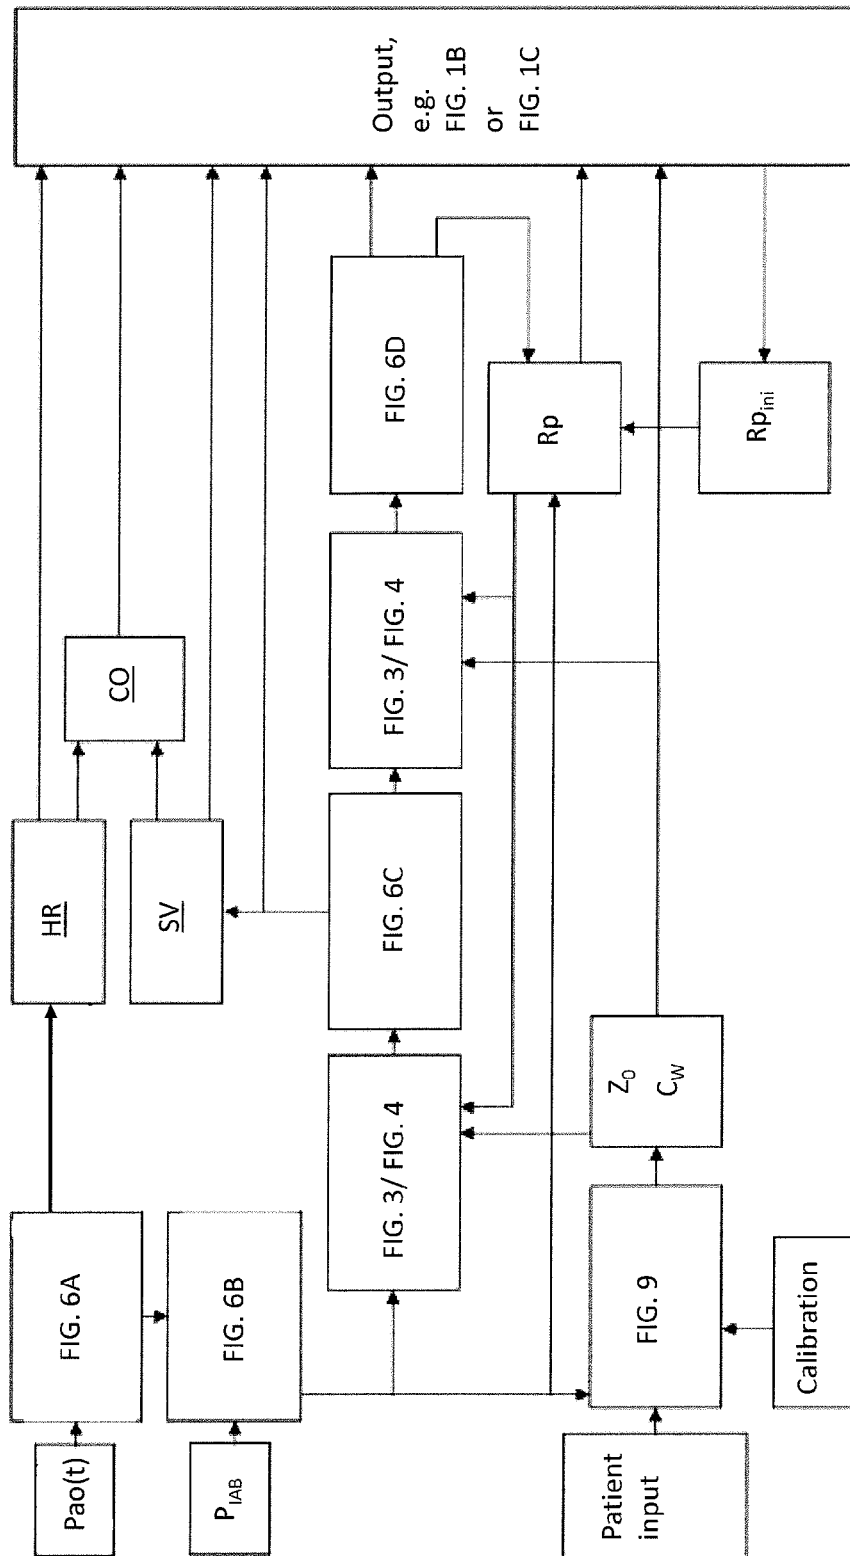 Pao(t)
FIG. 6A
HR
CO
Output,
e.g.
FIG. 1B
or
FIG. 1C
P_IAB
FIG. 6B
SV
FIG. 3/ FIG. 4
FIG. 6C
FIG. 3/ FIG. 4
FIG. 6D
Rp
Rp_ini
Patient
input
FIG. 9
Z₀
C_W
Calibration